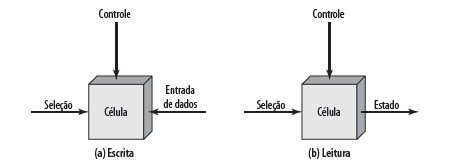 Controle
Seleção
Célula
Entrada
de dados
(a) Escrita
Controle
Seleção
Célula
Estado
(b) Leitura